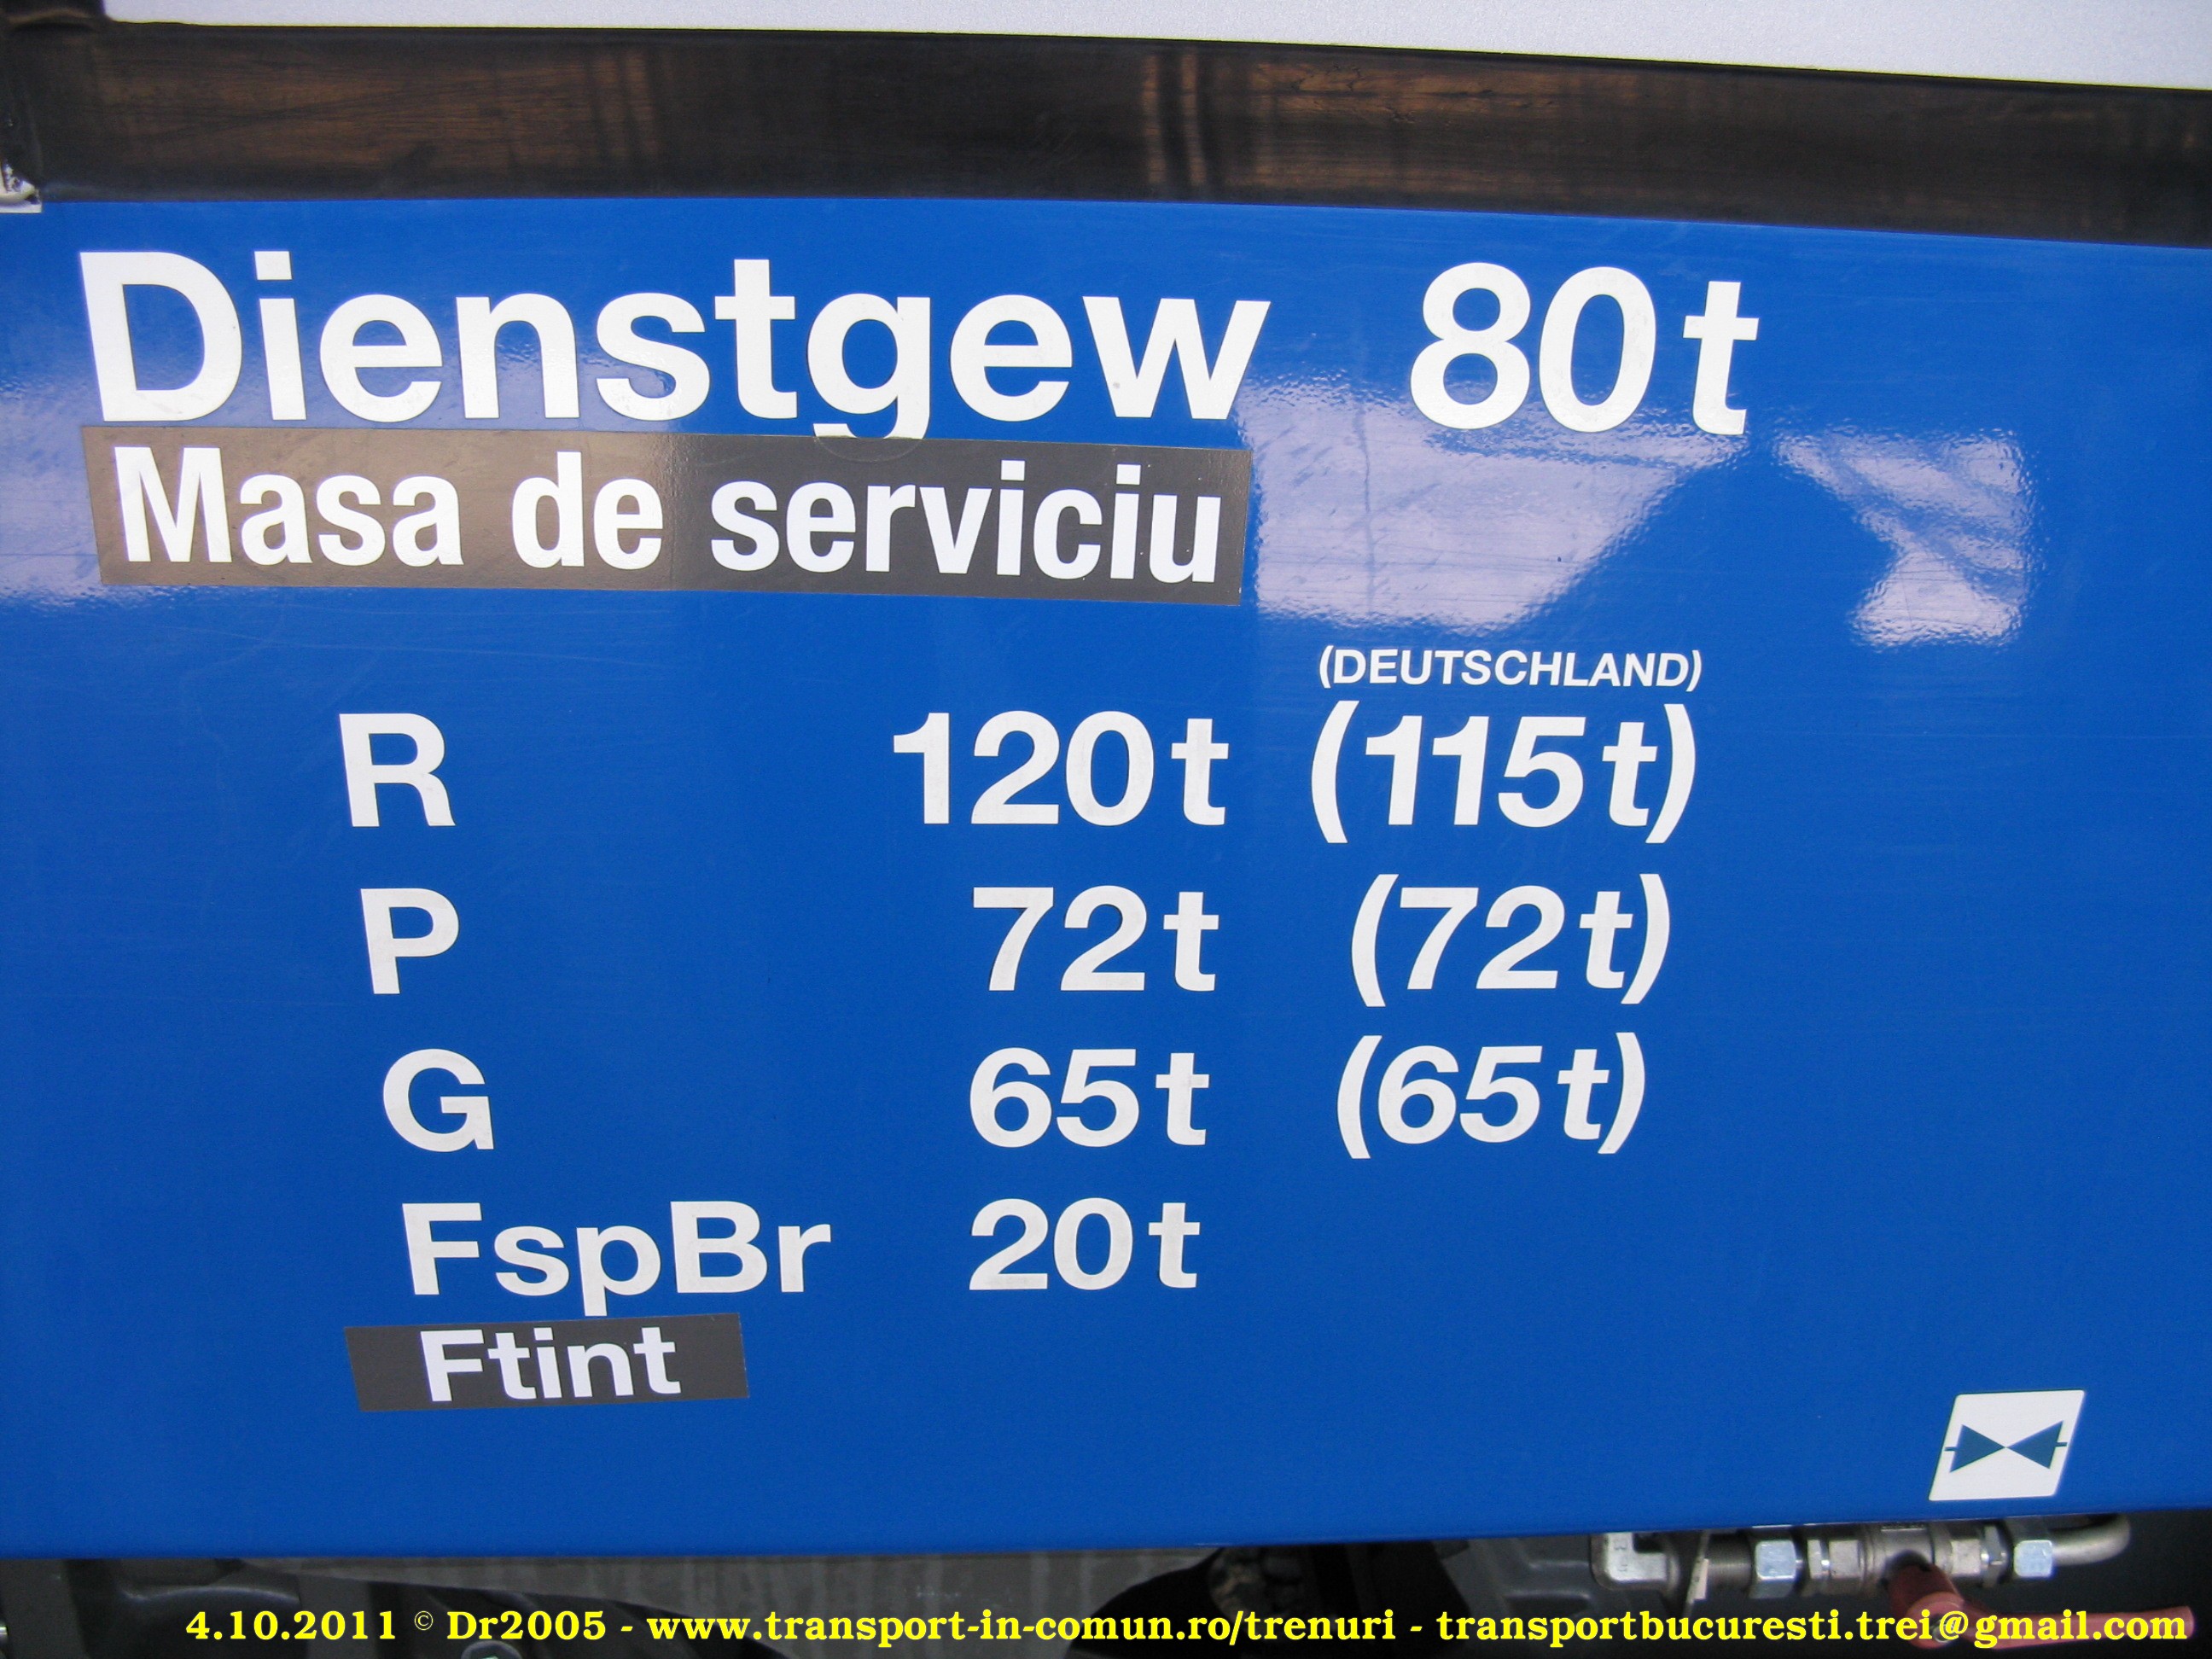 Dienstgew 80t
Masa de serviciu
(DEUTSCHLAND)
R 120t (115t)
P 72t (72t)
G 65t (65t)
FspBr 20t
Ftint
4.10.2011 © Dr2005 - www.transport-in-comun.ro/trenuri - transportbucuresti.trei@gmail.com